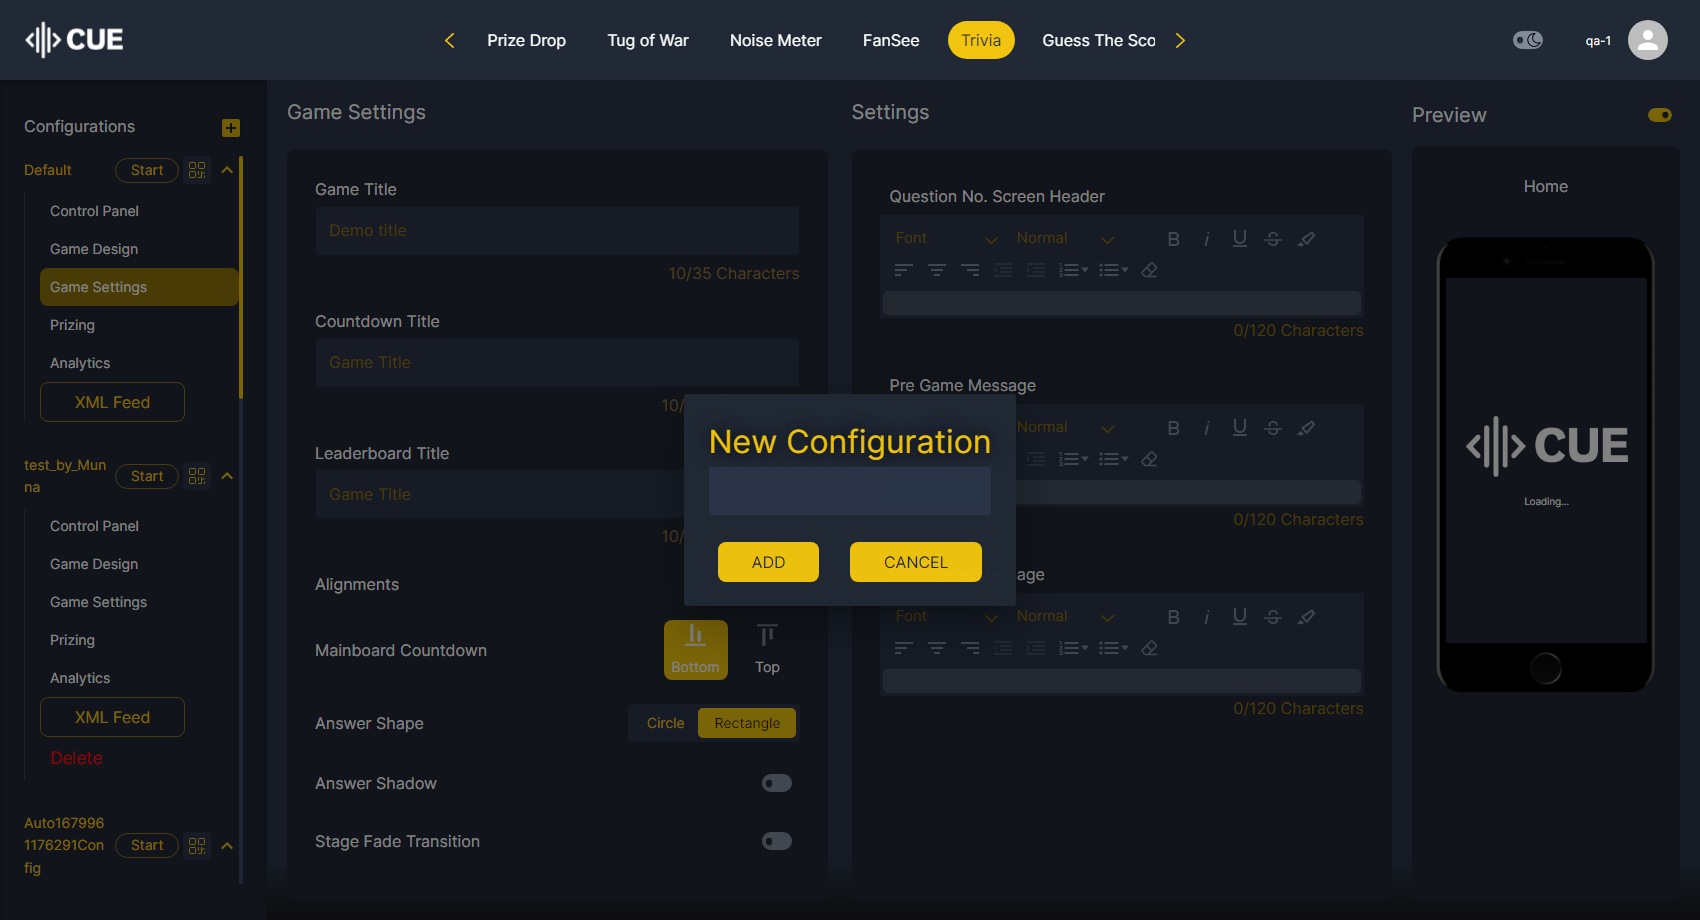 CUE
Prize Drop
Tug of War
Noise Meter
FanSee
Trivia
Guess The Sco
qa-1
Configurations
Default
Start
Control Panel
Game Design
Game Settings
Prizing
Analytics
XML Feed
test_by_Mun
na
Start
Control Panel
Game Design
Game Settings
Prizing
Analytics
XML Feed
Delete
Auto167996
1176291Con
fig
Start
Game Settings
Game Title
Demo title
10/35 Characters
Countdown Title
Game Title
10/
Leaderboard Title
Game Title
10/
Alignments
Mainboard Countdown
Bottom
Top
Answer Shape
Circle
Rectangle
Answer Shadow
Stage Fade Transition
New Configuration
ADD
CANCEL
Settings
Question No. Screen Header
Font
Normal
B i U S
0/120 Characters
Pre Game Message
Normal
B i U S
0/120 Characters
age
Font
Normal
B i U S
0/120 Characters
Preview
Home
CUE
Loading...